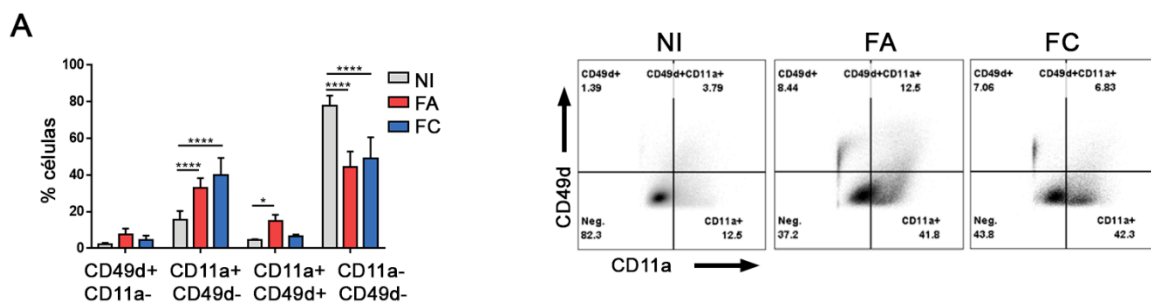 A
% células
100
80
60
40
20
0
**** **** * **** ****
NI
FA
FC
CD49d+ CD11a+ CD11a+ CD11a-
CD11a- CD49d- CD49d+ CD49d-
NI FA FC
CD49d
CD11a
CD49d+ CD49d+CD11a+
1.39 3.79
Neg. CD11a+
82.3 12.5
CD49d+ CD49d+CD11a+
8.44 12.5
Neg. CD11a+
37.2 41.8
CD49d+ CD49d+CD11a+
7.06 6.83
Neg. CD11a+
43.8 42.3